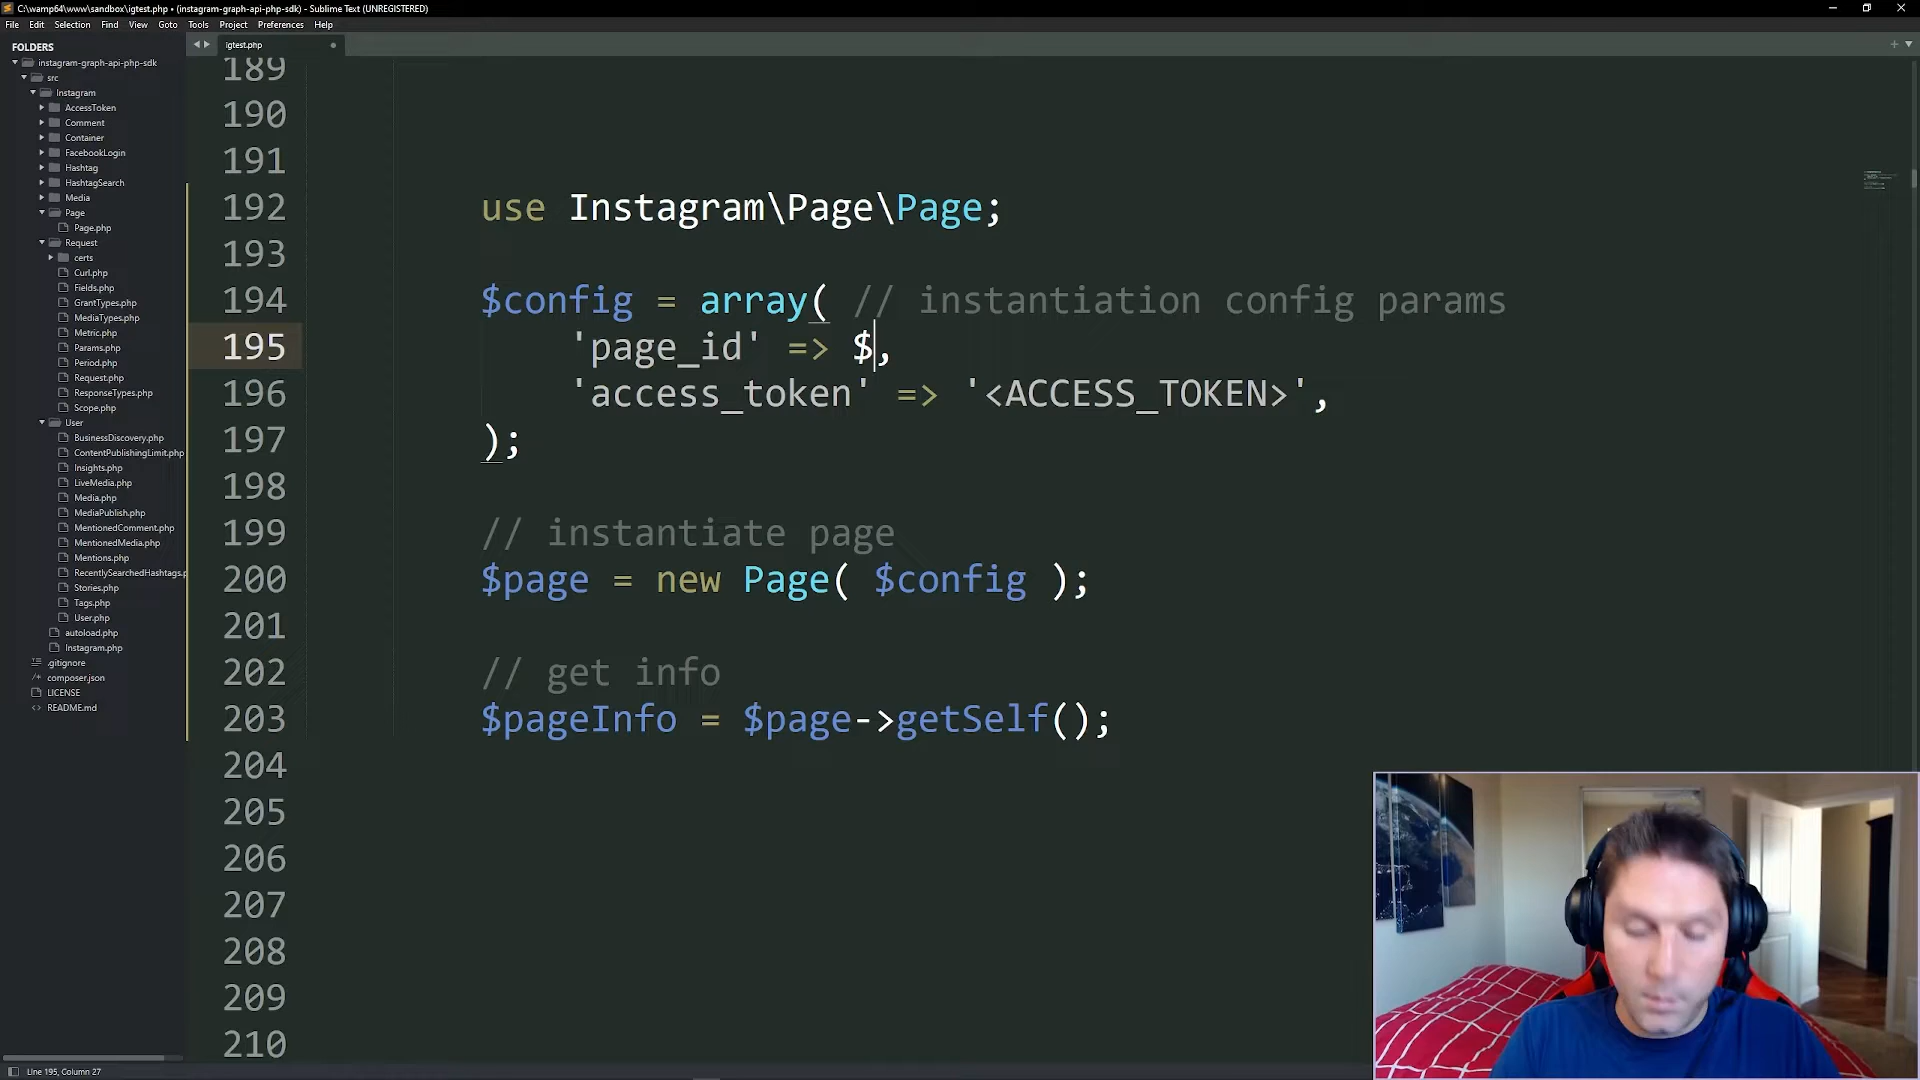 C:\wamp64\www\sandbox\igtest.php • (instagram-graph-api-php-sdk) - Sublime Text (UNREGISTERED)
File Edit Selection Find View Goto Tools Project Preferences Help
FOLDERS
instagram-graph-api-php-sdk
src
Instagram
AccessToken
Comment
Container
FacebookLogin
Hashtag
HashtagSearch
Media
Page
Page.php
Request
certs
Curl.php
Fields.php
GrantTypes.php
MediaTypes.php
Metric.php
Params.php
Period.php
Request.php
ResponseTypes.php
Scope.php
User
BusinessDiscovery.php
ContentPublishingLimit.php
Insights.php
LiveMedia.php
Media.php
MediaPublish.php
MentionedComment.php
MentionedMedia.php
Mentions.php
RecentlySearchedHashtags.p
Stories.php
Tags.php
User.php
autoload.php
Instagram.php
.gitignore
composer.json
LICENSE
README.md
igtest.php
189
190
191
192 use Instagram\Page\Page;
193
194 $config = array( // instantiation config params
195 'page_id' => $,
196 'access_token' => '<ACCESS_TOKEN>',
197 );
198
199 // instantiate page
200 $page = new Page( $config );
201
202 // get info
203 $pageInfo = $page->getSelf();
204
205
206
207
208
209
210
Line 195, Column 27